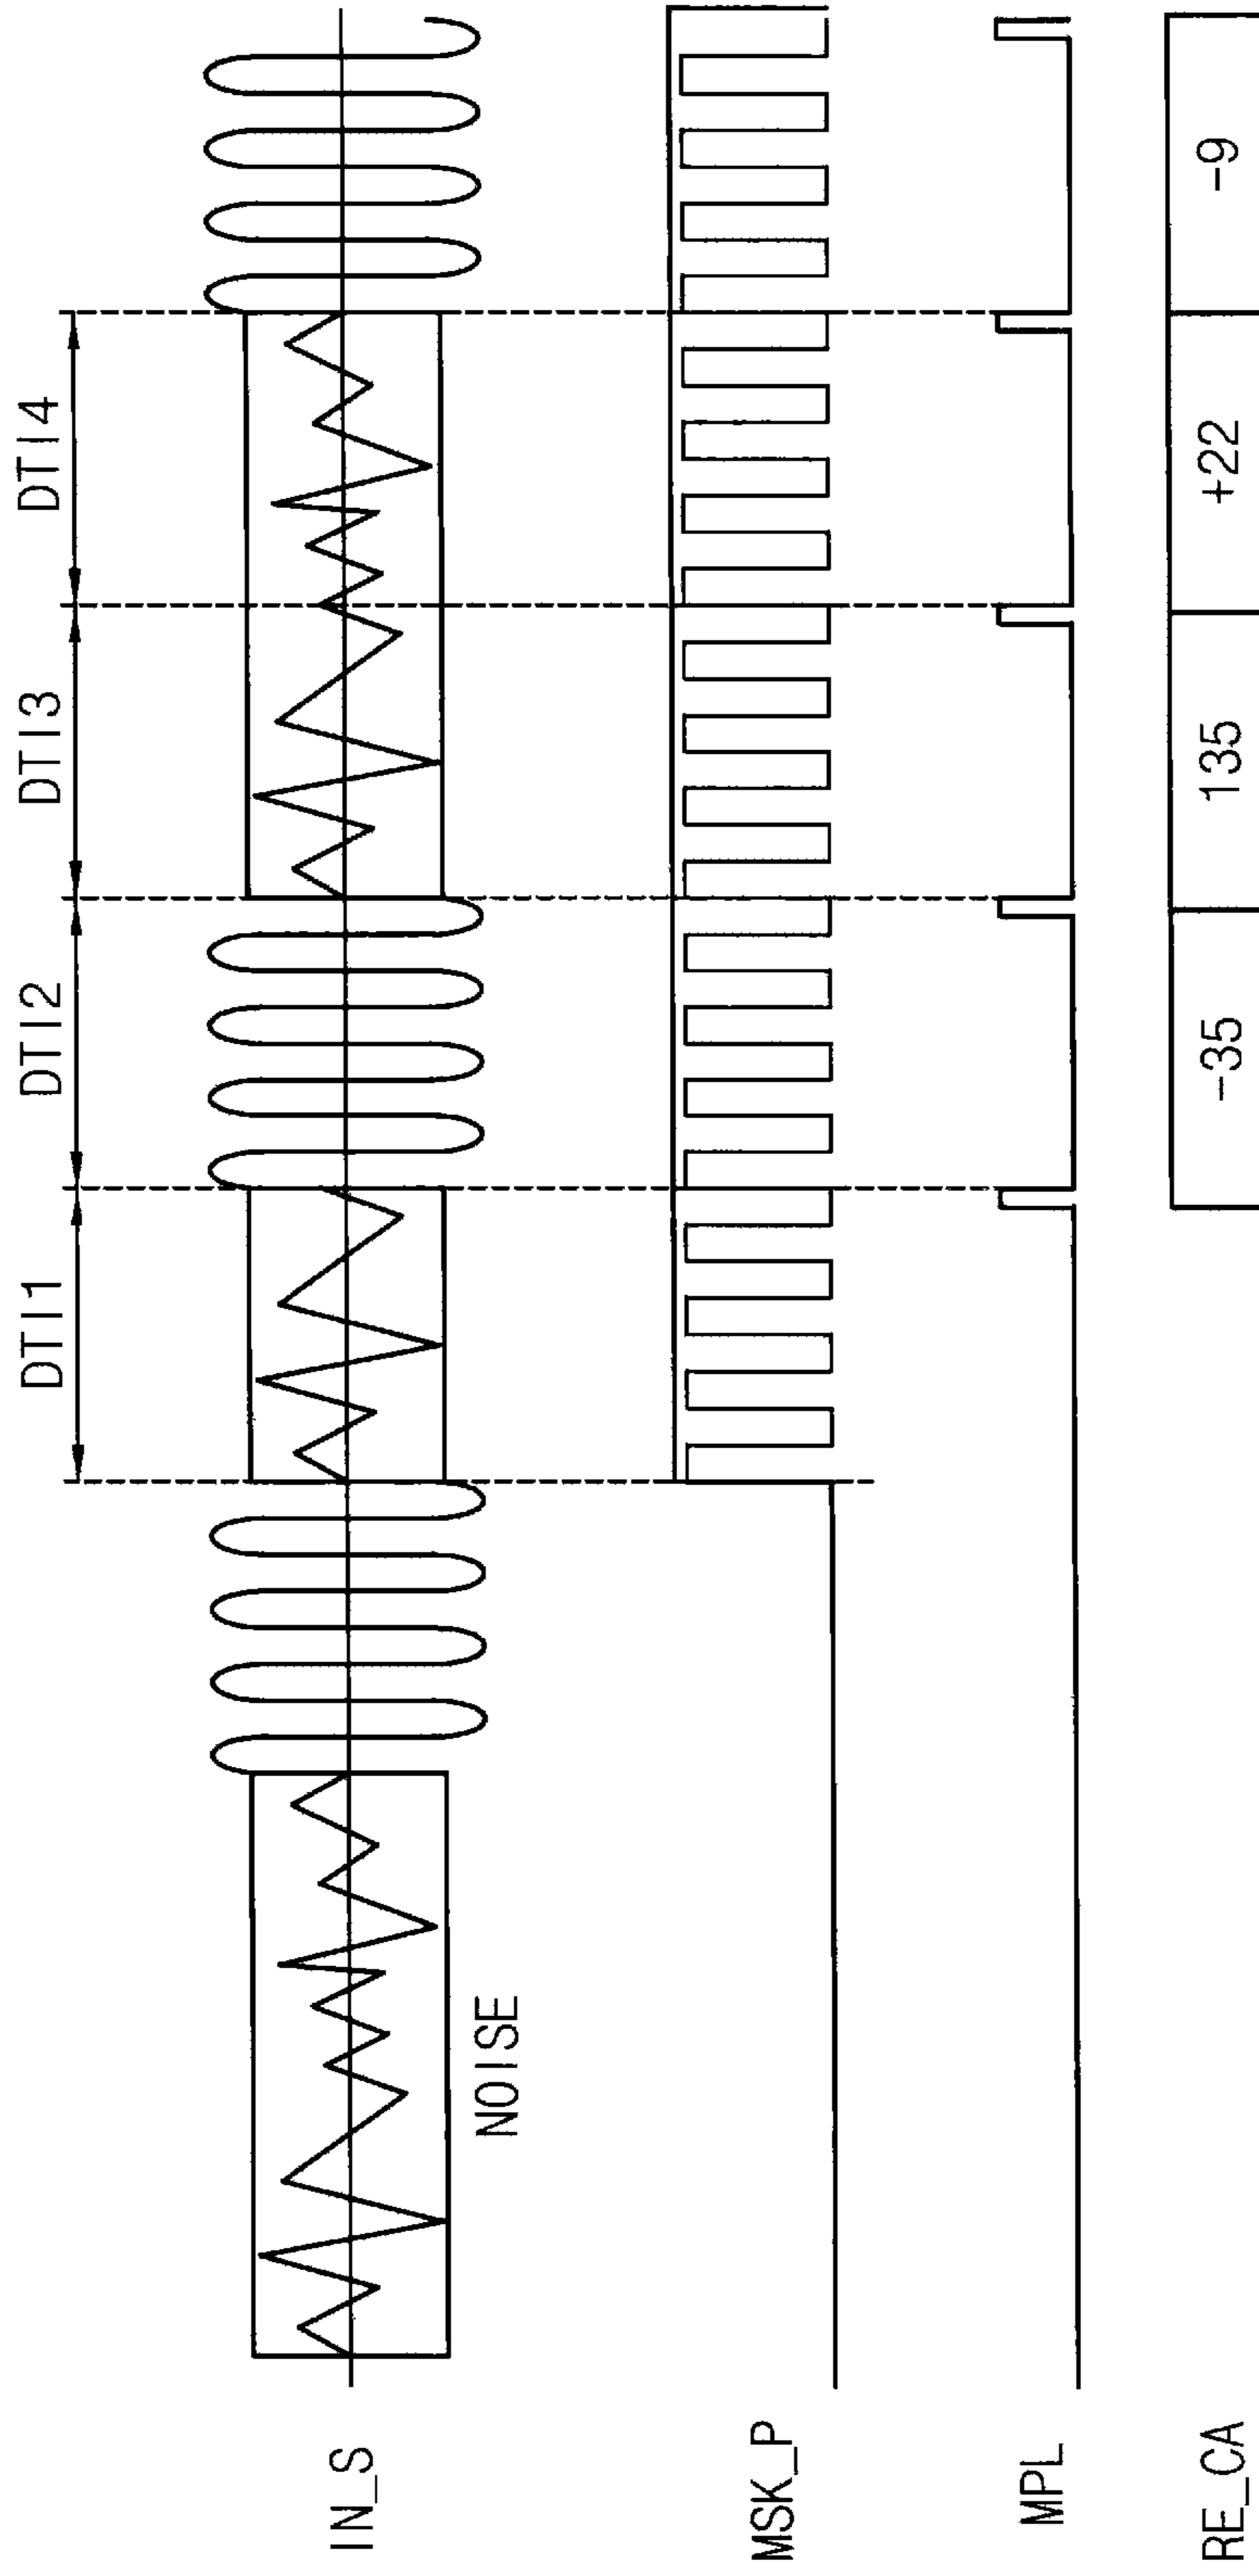 DTI1 DTI2 DTI3 DTI4
IN_S
NOISE
MSK_P
MPL
RE_CA -35 135 +22 -9